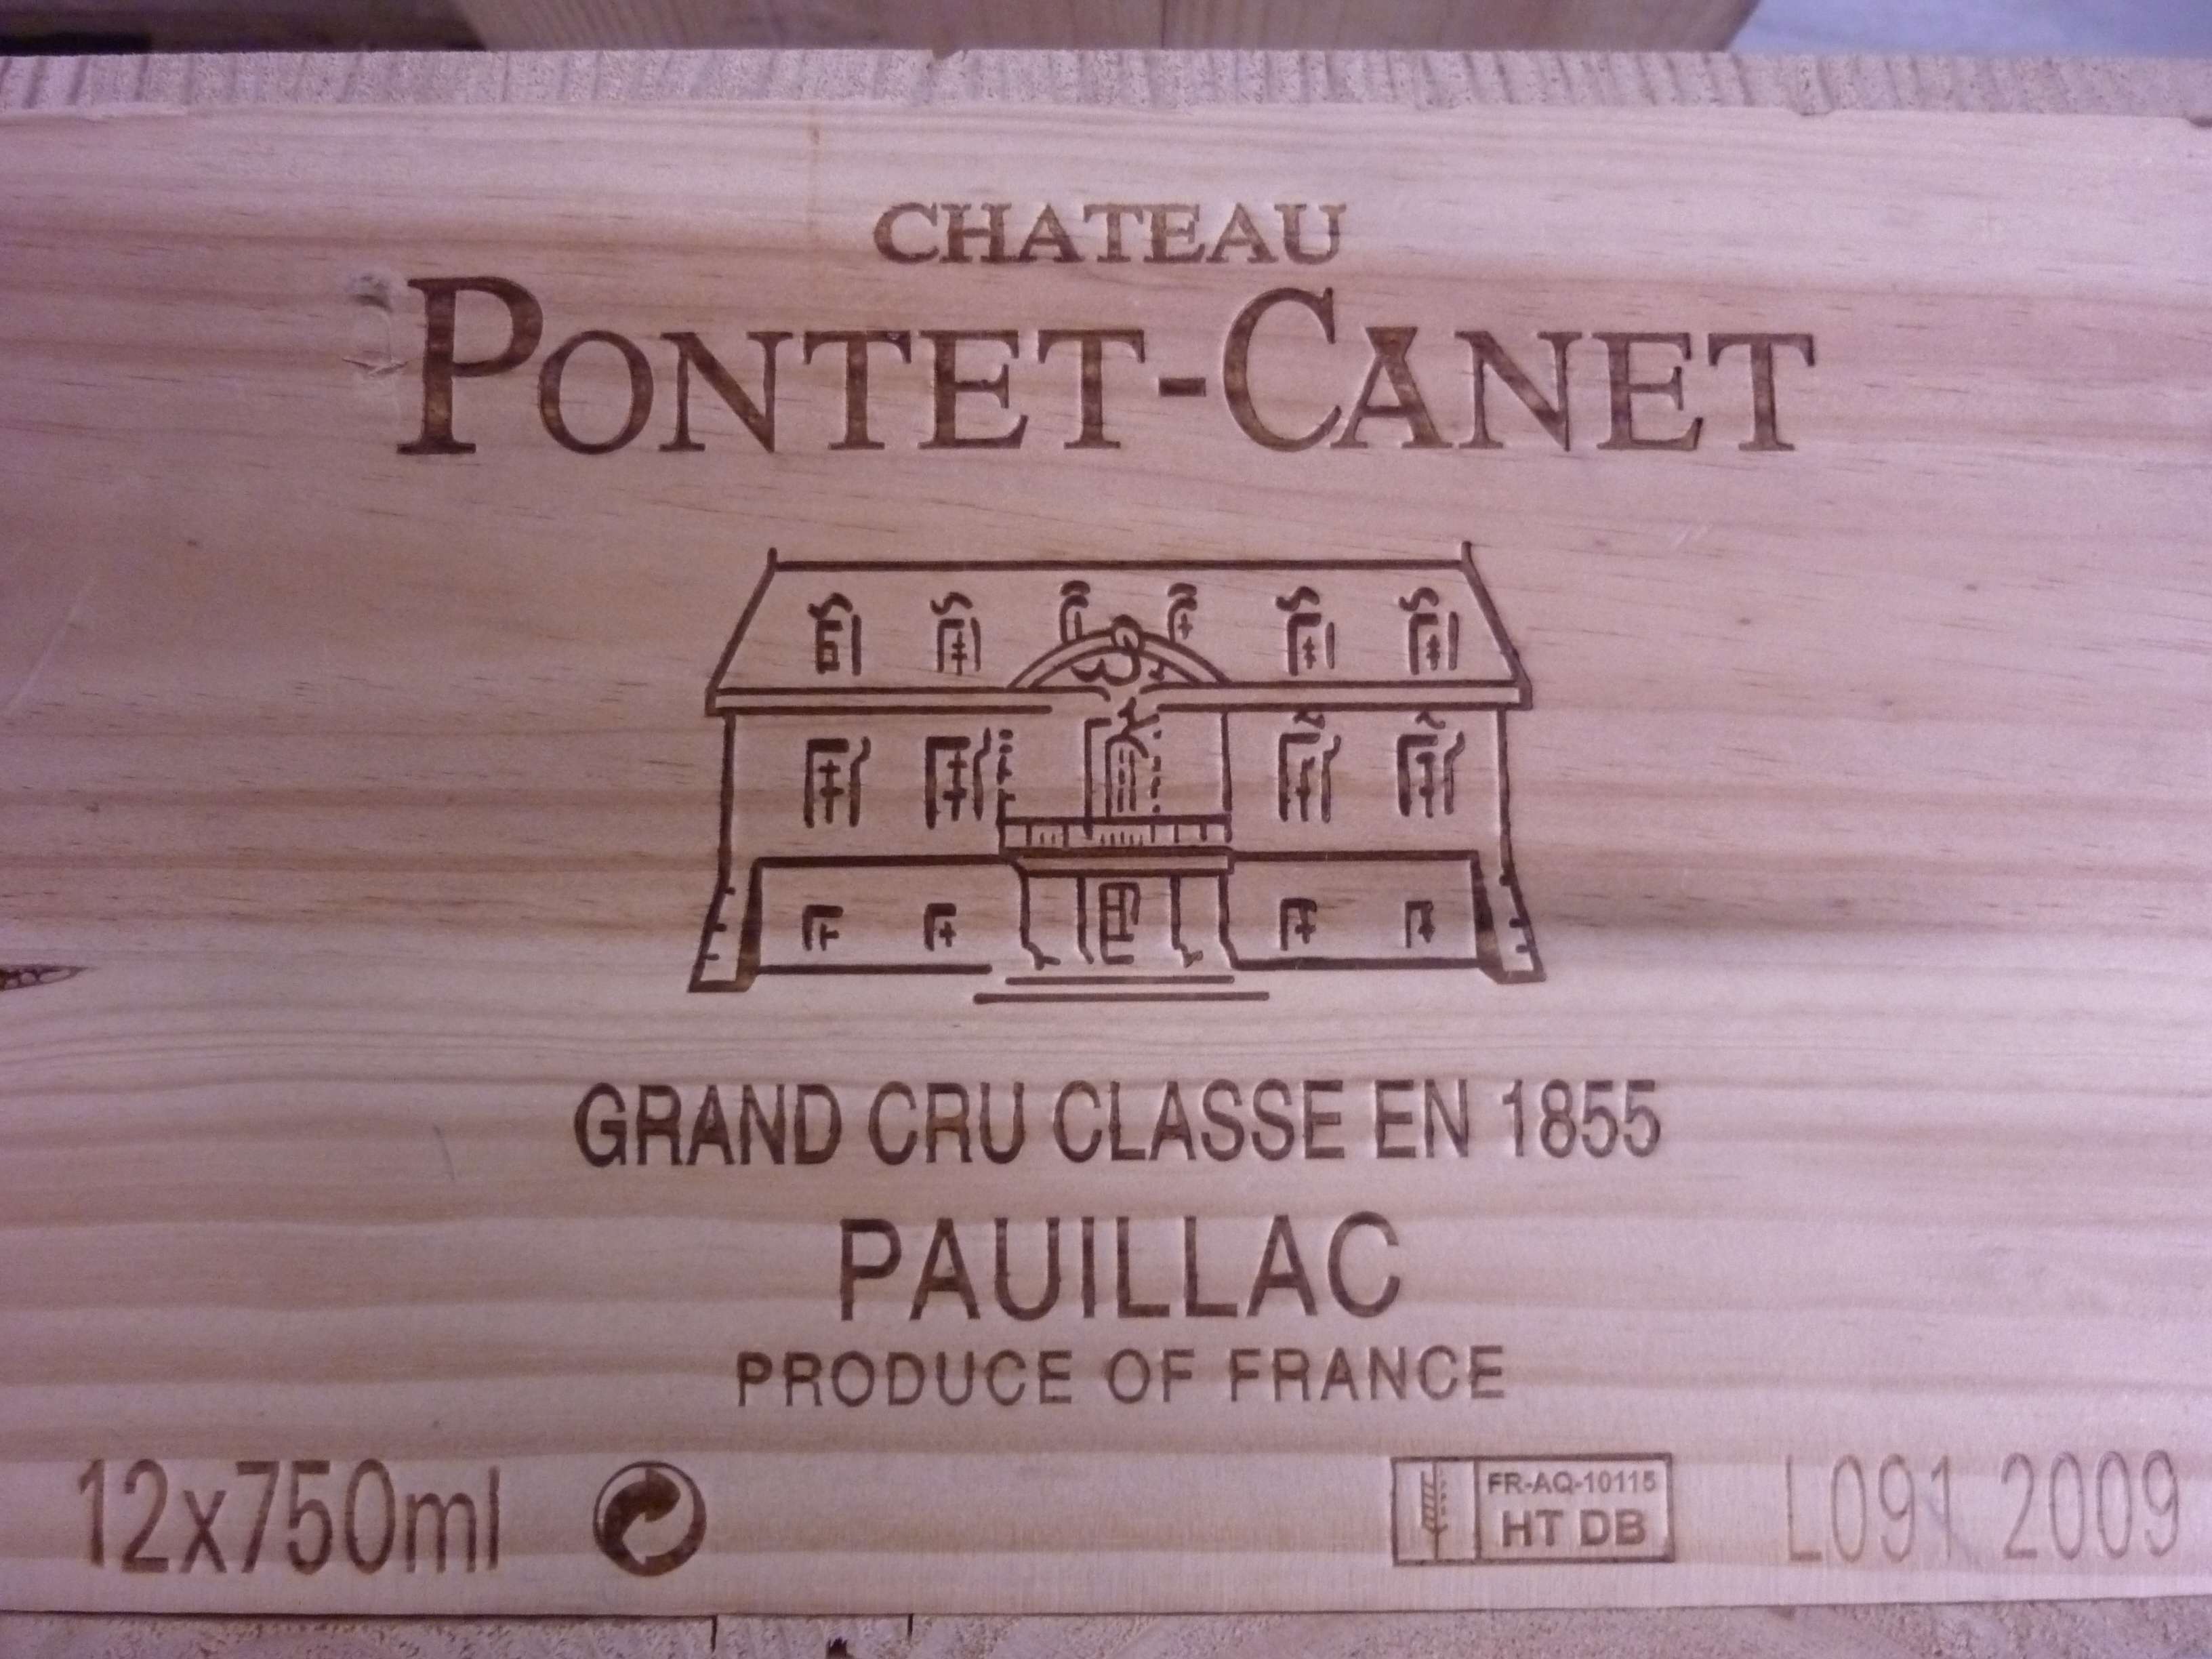 CHATEAU
PONTET-CANET
GRAND CRU CLASSE EN 1855
PAUILLAC
PRODUCE OF FRANCE
12x750ml
FR-AQ-10115
HT DB
L091 2009